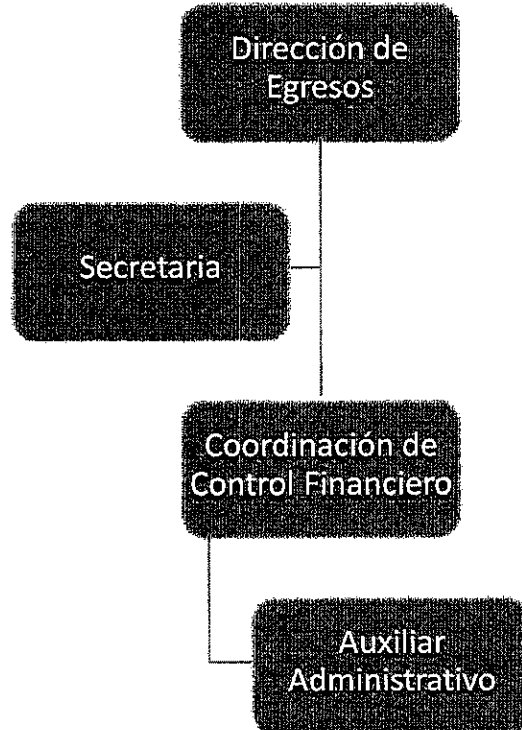 Dirección de
Egresos
Secretaria
Coordinación de
Control Financiero
Auxiliar
Administrativo